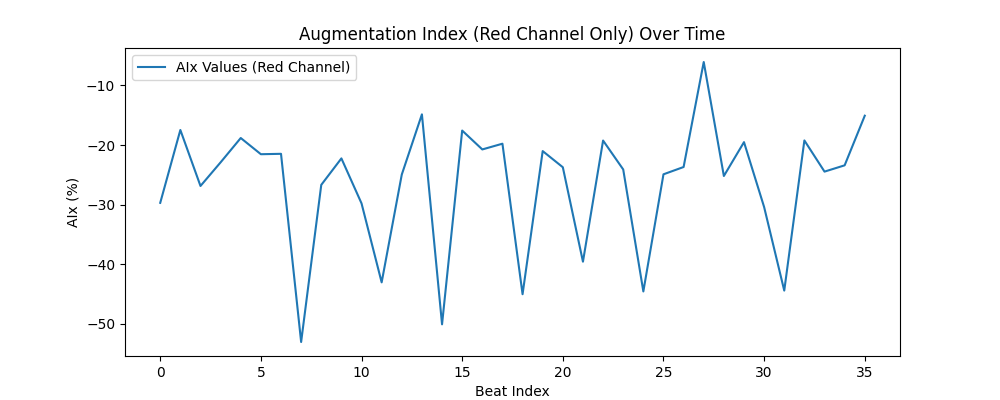 Augmentation Index (Red Channel Only) Over Time
AIx Values (Red Channel)
AIx (%)
−10
−20
−30
−40
−50
0 5 10 15 20 25 30 35
Beat Index